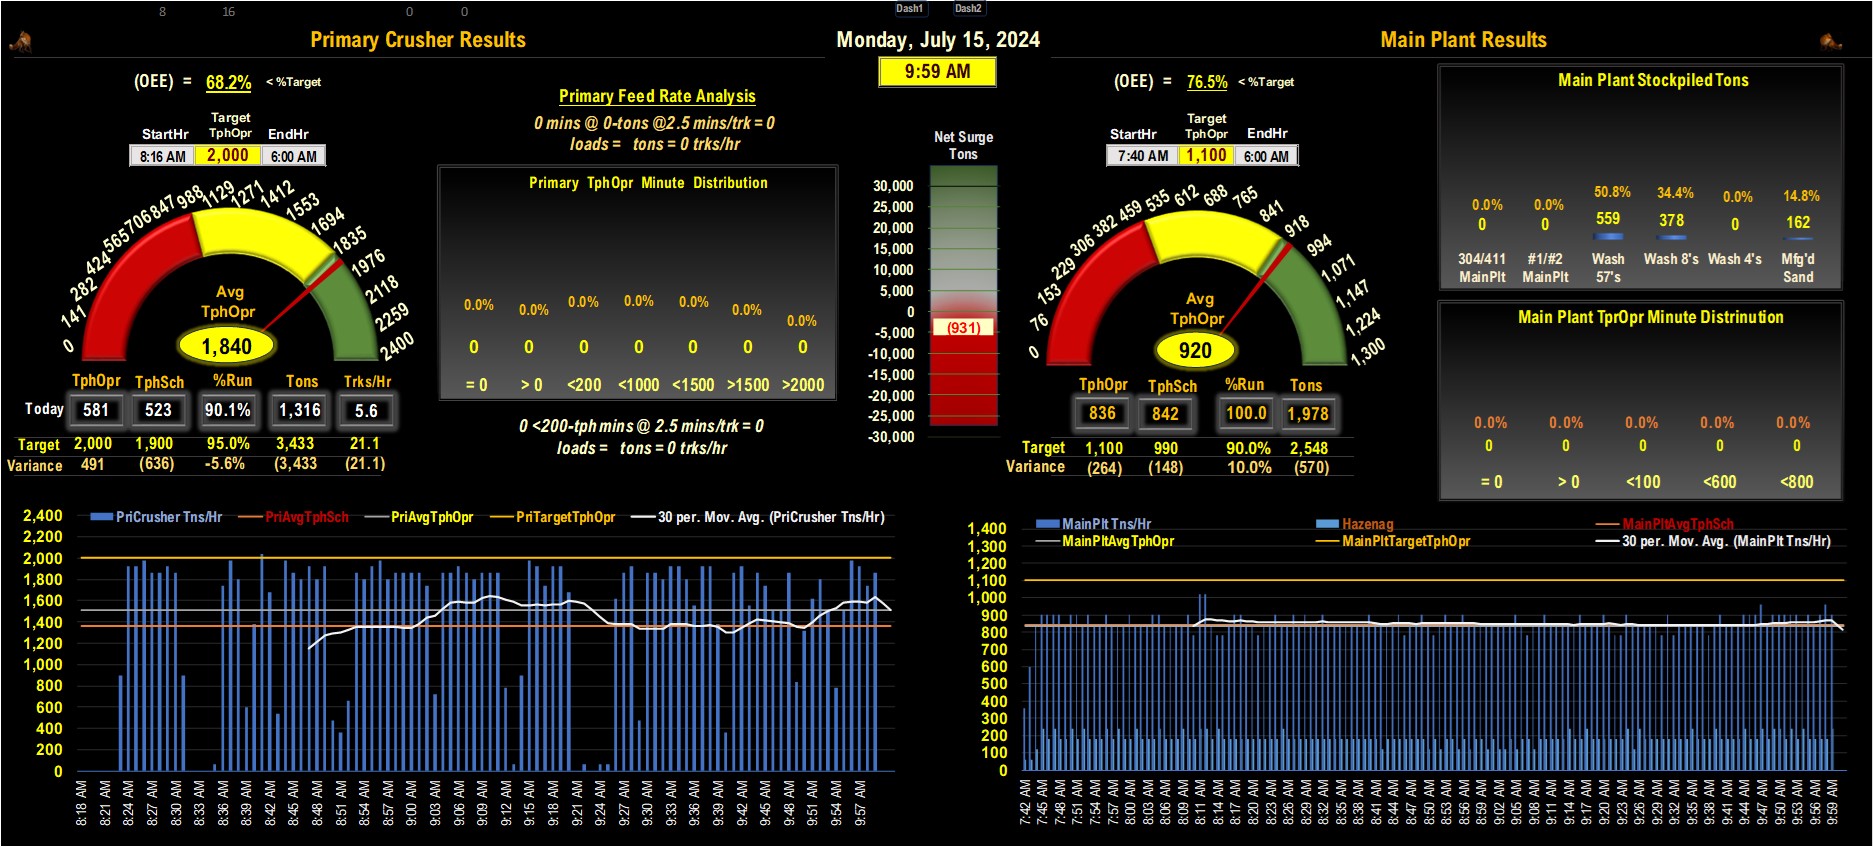 8 16 0 0 Dash1 Dash2
Primary Crusher Results
Monday, July 15, 2024
Main Plant Results
9:59 AM
(OEE) = 68.2% < %Target
Primary Feed Rate Analysis
0 mins @ 0-tons @2.5 mins/trk = 0
loads = tons = 0 trks/hr
StartHr Target TphOpr EndHr
8:16 AM 2,000 6:00 AM
0 141 282 424 565 706 847 988 1129 1271 1412 1553 1694 1835 1976 2118 2259 2400
Avg
TphOpr
1,840
TphOpr TphSch %Run Tons Trks/Hr
Today 581 523 90.1% 1,316 5.6
Target 2,000 1,900 95.0% 3,433 21.1
Variance 491 (636) -5.6% (3,433 (21.1)
Primary TphOpr Minute Distribution
0.0% 0.0% 0.0% 0.0% 0.0% 0.0% 0.0%
0 0 0 0 0 0 0
= 0 > 0 <200 <1000 <1500 >1500 >2000
0 <200-tph mins @ 2.5 mins/trk = 0
loads = tons = 0 trks/hr
Net Surge
Tons
30,000
25,000
20,000
15,000
10,000
5,000
0
-5,000
-10,000
-15,000
-20,000
-25,000
-30,000
(931)
(OEE) = 76.5% < %Target
StartHr Target TphOpr EndHr
7:40 AM 1,100 6:00 AM
0 76 153 229 306 382 459 535 612 688 765 841 918 994 1,071 1,147 1,224 1,300
Avg
TphOpr
920
TphOpr TphSch %Run Tons
836 842 100.0 1,978
Target 1,100 990 90.0% 2,548
Variance (264) (148) 10.0% (570)
Main Plant Stockpiled Tons
0.0% 0.0% 50.8% 34.4% 0.0% 14.8%
0 0 559 378 0 162
304/411 #1/#2 Wash Wash 8's Wash 4's Mfg'd
MainPlt MainPlt 57's Sand
Main Plant TprOpr Minute Distrinution
0.0% 0.0% 0.0% 0.0% 0.0%
0 0 0 0 0
= 0 > 0 <100 <600 <800
PriCrusher Tns/Hr PriAvgTphSch PriAvgTphOpr PriTargetTphOpr 30 per. Mov. Avg. (PriCrusher Tns/Hr)
2,400
2,200
2,000
1,800
1,600
1,400
1,200
1,000
800
600
400
200
0
8:18 AM 8:21 AM 8:24 AM 8:27 AM 8:30 AM 8:33 AM 8:36 AM 8:39 AM 8:42 AM 8:45 AM 8:48 AM 8:51 AM 8:54 AM 8:57 AM 9:00 AM 9:03 AM 9:06 AM 9:09 AM 9:12 AM 9:15 AM 9:18 AM 9:21 AM 9:24 AM 9:27 AM 9:30 AM 9:33 AM 9:36 AM 9:39 AM 9:42 AM 9:45 AM 9:48 AM 9:51 AM 9:54 AM 9:57 AM
MainPlt Tns/Hr Hazenag MainPltAvgTphSch
MainPltAvgTphOpr MainPltTargetTphOpr 30 per. Mov. Avg. (MainPlt Tns/Hr)
1,400
1,300
1,200
1,100
1,000
900
800
700
600
500
400
300
200
100
0
7:42 AM 7:45 AM 7:48 AM 7:51 AM 7:54 AM 7:57 AM 8:00 AM 8:03 AM 8:06 AM 8:09 AM 8:11 AM 8:14 AM 8:17 AM 8:20 AM 8:23 AM 8:26 AM 8:29 AM 8:32 AM 8:35 AM 8:38 AM 8:41 AM 8:44 AM 8:47 AM 8:50 AM 8:53 AM 8:56 AM 8:59 AM 9:02 AM 9:05 AM 9:08 AM 9:11 AM 9:14 AM 9:17 AM 9:20 AM 9:23 AM 9:26 AM 9:29 AM 9:32 AM 9:35 AM 9:38 AM 9:41 AM 9:44 AM 9:47 AM 9:50 AM 9:53 AM 9:56 AM 9:59 AM